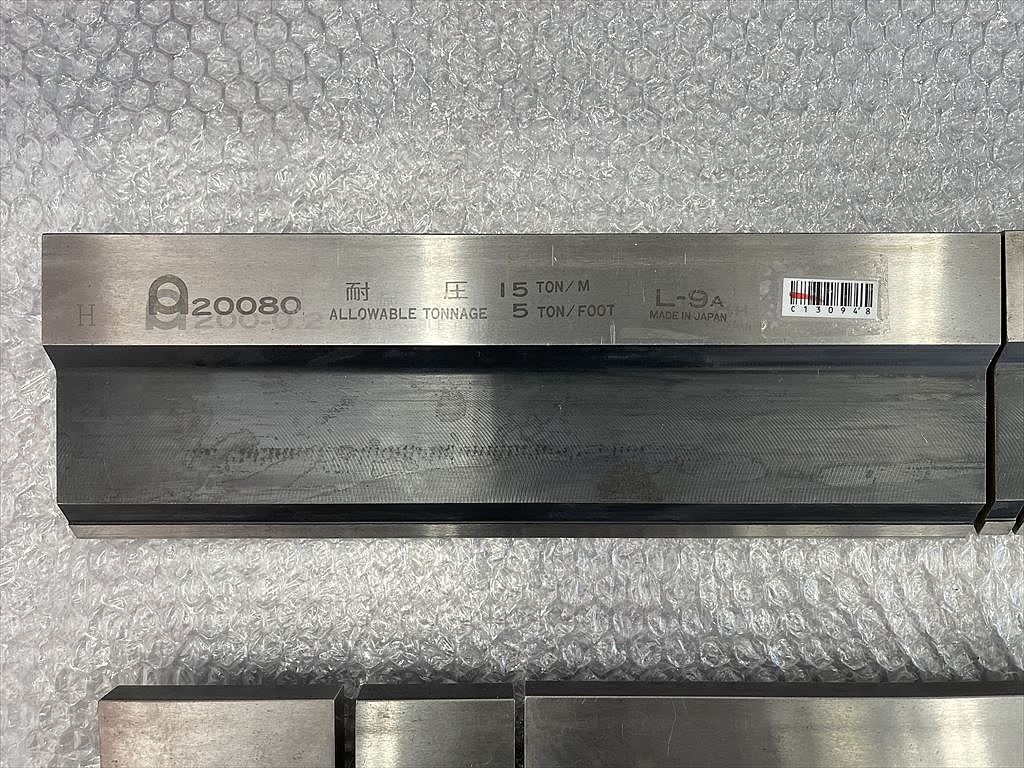 H
20080
耐圧 15 TON/M
ALLOWABLE TONNAGE 5 TON/FOOT
L-9A
MADE IN JAPAN
C130948